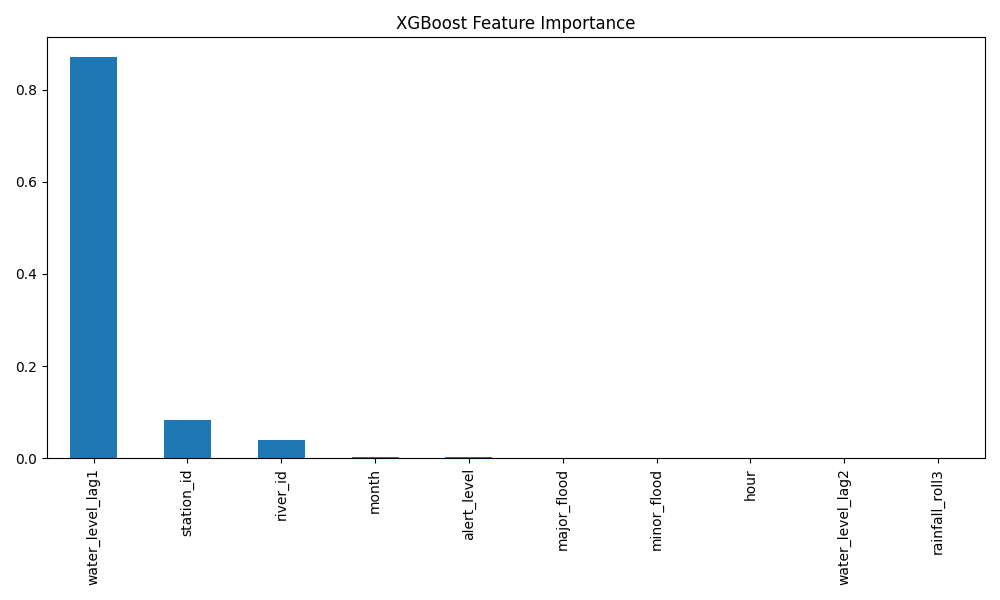 XGBoost Feature Importance
0.8
0.6
0.4
0.2
0.0
water_level_lag1
station_id
river_id
month
alert_level
major_flood
minor_flood
hour
water_level_lag2
rainfall_roll3